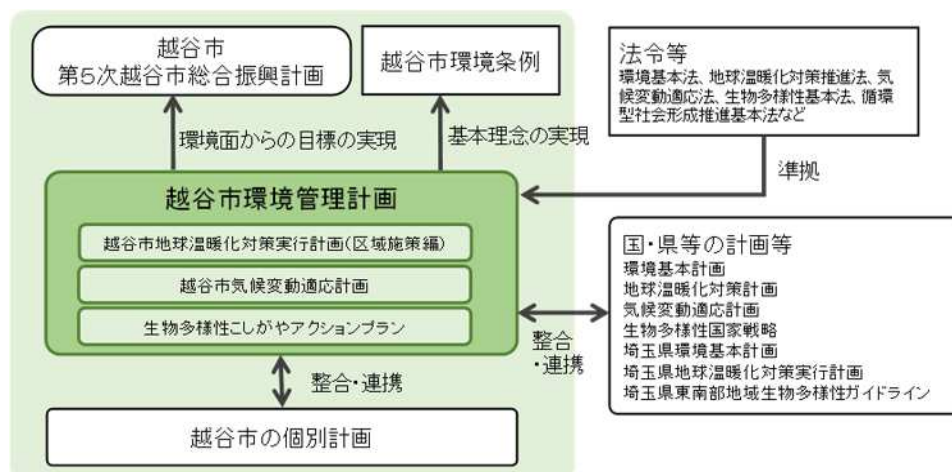 越谷市
第5次越谷市総合振興計画
越谷市環境条例
法令等
環境基本法、地球温暖化対策推進法、気
候変動適応法、生物多様性基本法、循環
型社会形成推進基本法など
環境面からの目標の実現
基本理念の実現
準拠
越谷市環境管理計画
越谷市地球温暖化対策実行計画(区域施策編)
越谷市気候変動適応計画
生物多様性こしがやアクションプラン
国・県等の計画等
環境基本計画
地球温暖化対策計画
気候変動適応計画
生物多様性国家戦略
埼玉県環境基本計画
埼玉県地球温暖化対策実行計画
埼玉県東南部地域生物多様性ガイドライン
整合
・連携
整合・連携
越谷市の個別計画